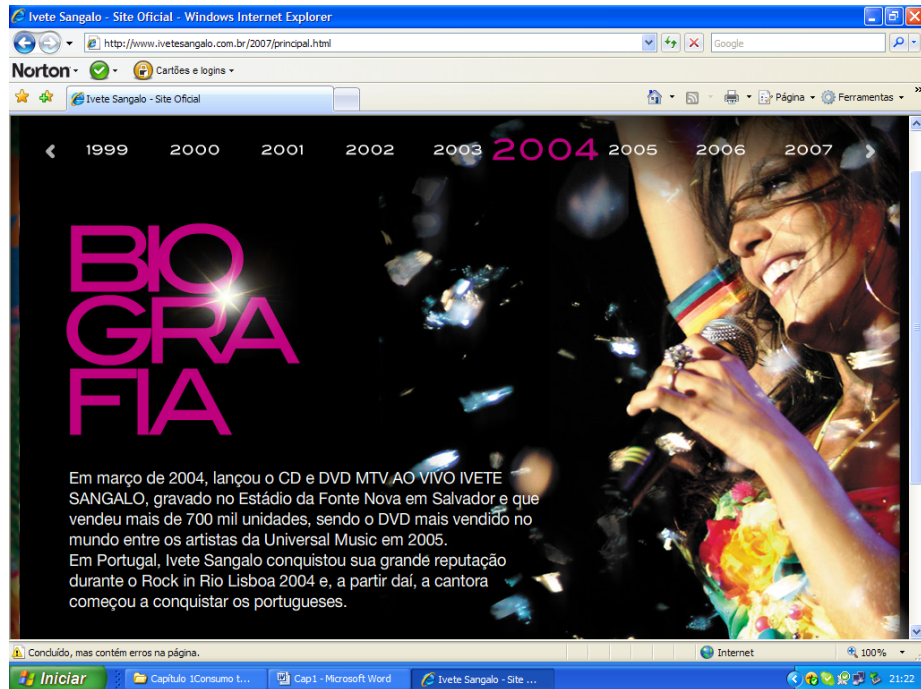 Ivete Sangalo - Site Oficial - Windows Internet Explorer
http://www.ivetesangalo.com.br/2007/principal.html
Google
Norton
Cartões e logins
Ivete Sangalo - Site Oficial
Página
Ferramentas
1999 2000 2001 2002 2003 2004 2005 2006 2007
BIO
GRA
FIA
Em março de 2004, lançou o CD e DVD MTV AO VIVO IVETE
SANGALO, gravado no Estádio da Fonte Nova em Salvador e que
vendeu mais de 700 mil unidades, sendo o DVD mais vendido no
mundo entre os artistas da Universal Music em 2005.
Em Portugal, Ivete Sangalo conquistou sua grande reputação
durante o Rock in Rio Lisboa 2004 e, a partir daí, a cantora
começou a conquistar os portugueses.
Concluído, mas contém erros na página.
Internet
100%
Iniciar
Capítulo 1Consumo t...
Cap1 - Microsoft Word
Ivete Sangalo - Site ...
21:22